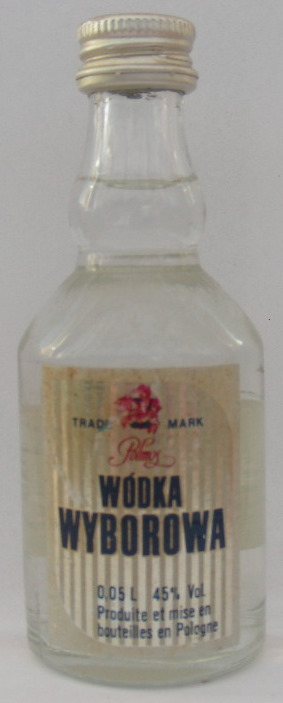 TRADE MARK
Polmos
WÓDKA
WYBOROWA
0,05 L 45% Vol.
Produite et mise en
bouteilles en Pologne